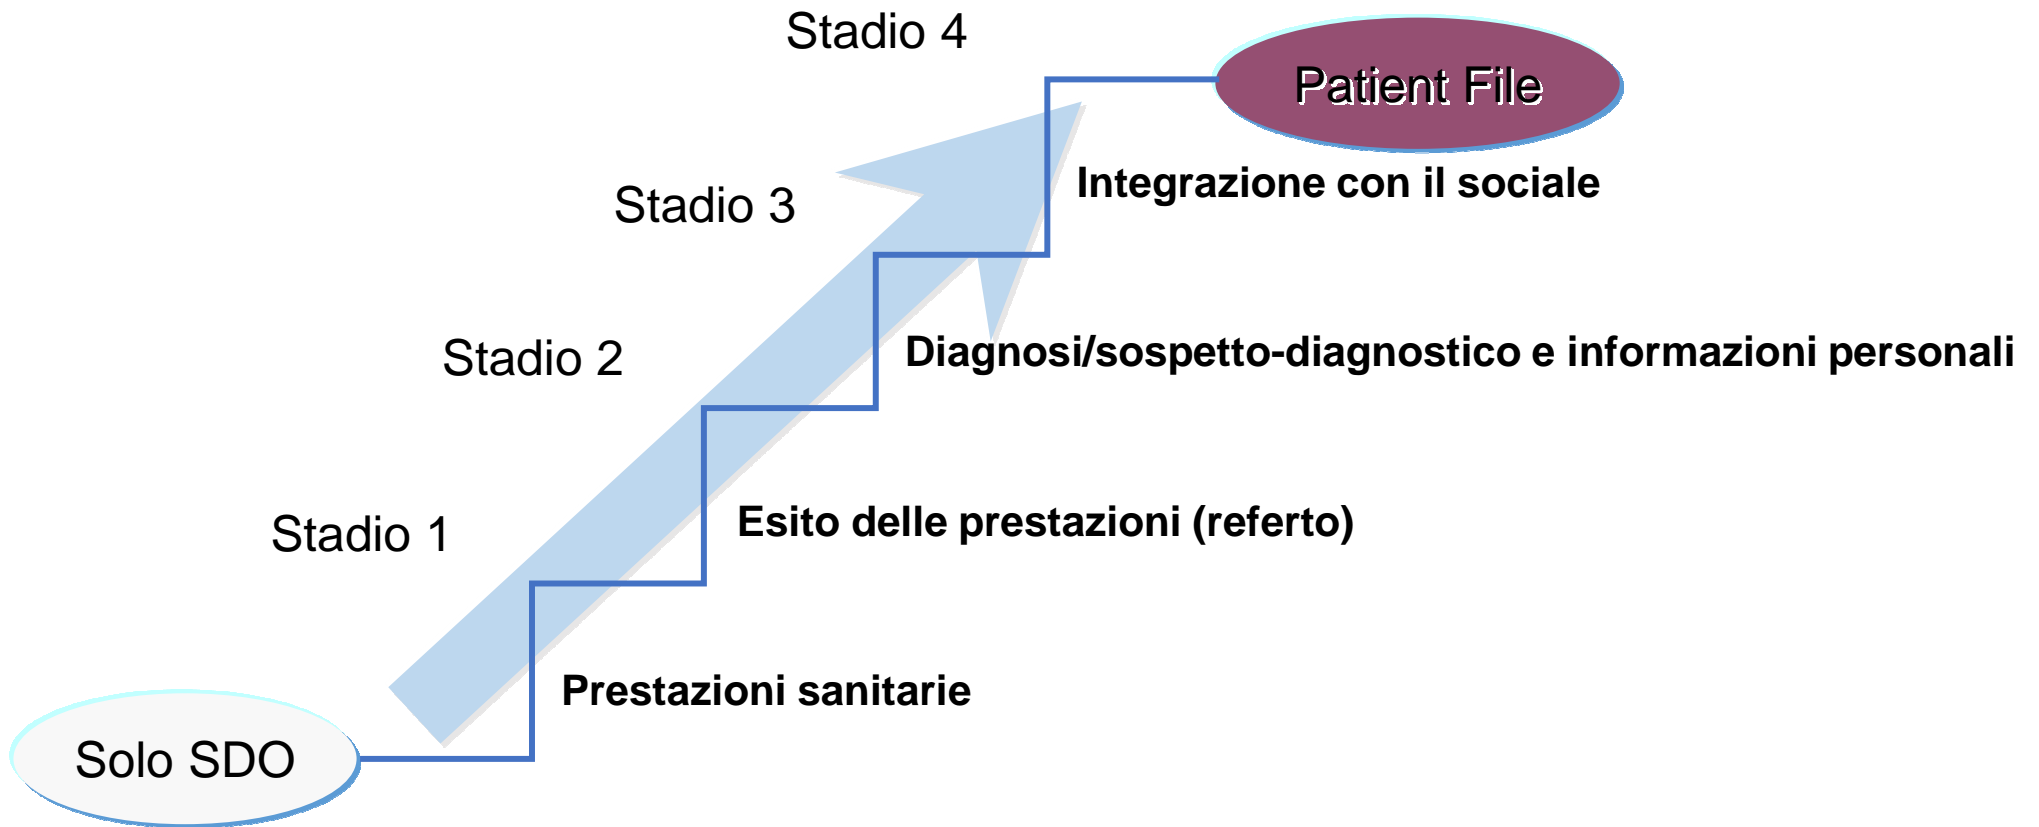 Stadio 4
Patient File
Integrazione con il sociale
Stadio 3
Diagnosi/sospetto-diagnostico e informazioni personali
Stadio 2
Esito delle prestazioni (referto)
Stadio 1
Prestazioni sanitarie
Solo SDO